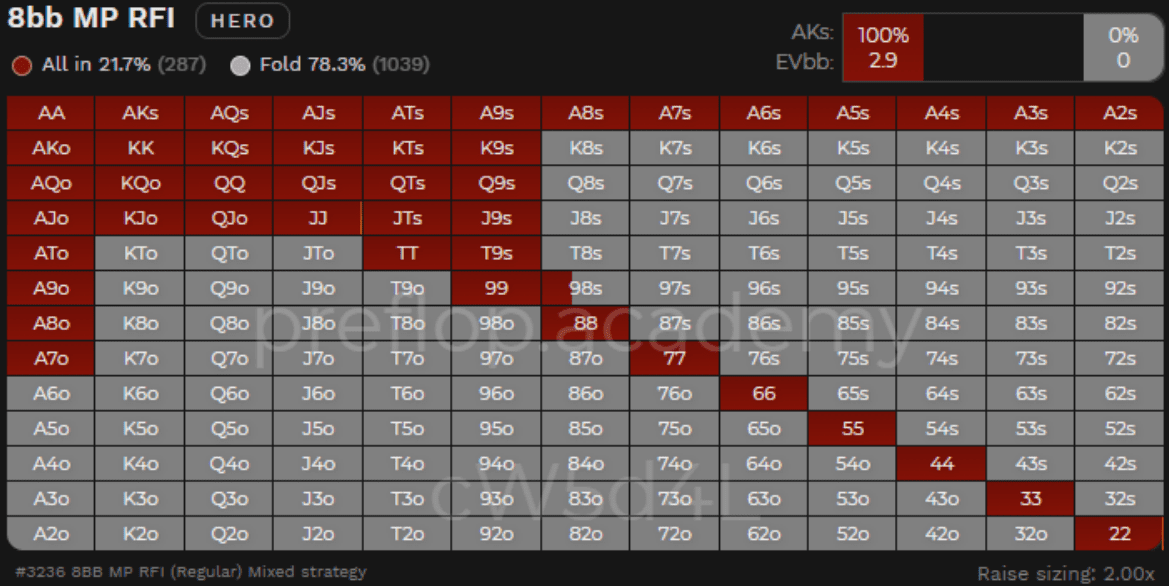 8bb MP RFI HERO
All in 21.7% (287) Fold 78.3% (1039)
AKs: 100% 0%
EVbb: 2.9 0
AA AKs AQs AJs ATs A9s A8s A7s A6s A5s A4s A3s A2s
AKo KK KQs KJs KTs K9s K8s K7s K6s K5s K4s K3s K2s
AQo KQo QQ QJs QTs Q9s Q8s Q7s Q6s Q5s Q4s Q3s Q2s
AJo KJo QJo JJ JTs J9s J8s J7s J6s J5s J4s J3s J2s
ATo KTo QTo JTo TT T9s T8s T7s T6s T5s T4s T3s T2s
A9o K9o Q9o J9o T9o 99 98s 97s 96s 95s 94s 93s 92s
A8o K8o Q8o J8o T8o 98o 88 87s 86s 85s 84s 83s 82s
preflop.academy
A7o K7o Q7o J7o T7o 97o 87o 77 76s 75s 74s 73s 72s
A6o K6o Q6o J6o T6o 96o 86o 76o 66 65s 64s 63s 62s
A5o K5o Q5o J5o T5o 95o 85o 75o 65o 55 54s 53s 52s
A4o K4o Q4o J4o T4o 94o 84o 74o 64o 54o 44 43s 42s
cW5d4L
A3o K3o Q3o J3o T3o 93o 83o 73o 63o 53o 43o 33 32s
A2o K2o Q2o J2o T2o 92o 82o 72o 62o 52o 42o 32o 22
#3236 8BB MP RFI (Regular) Mixed strategy Raise sizing: 2.00x